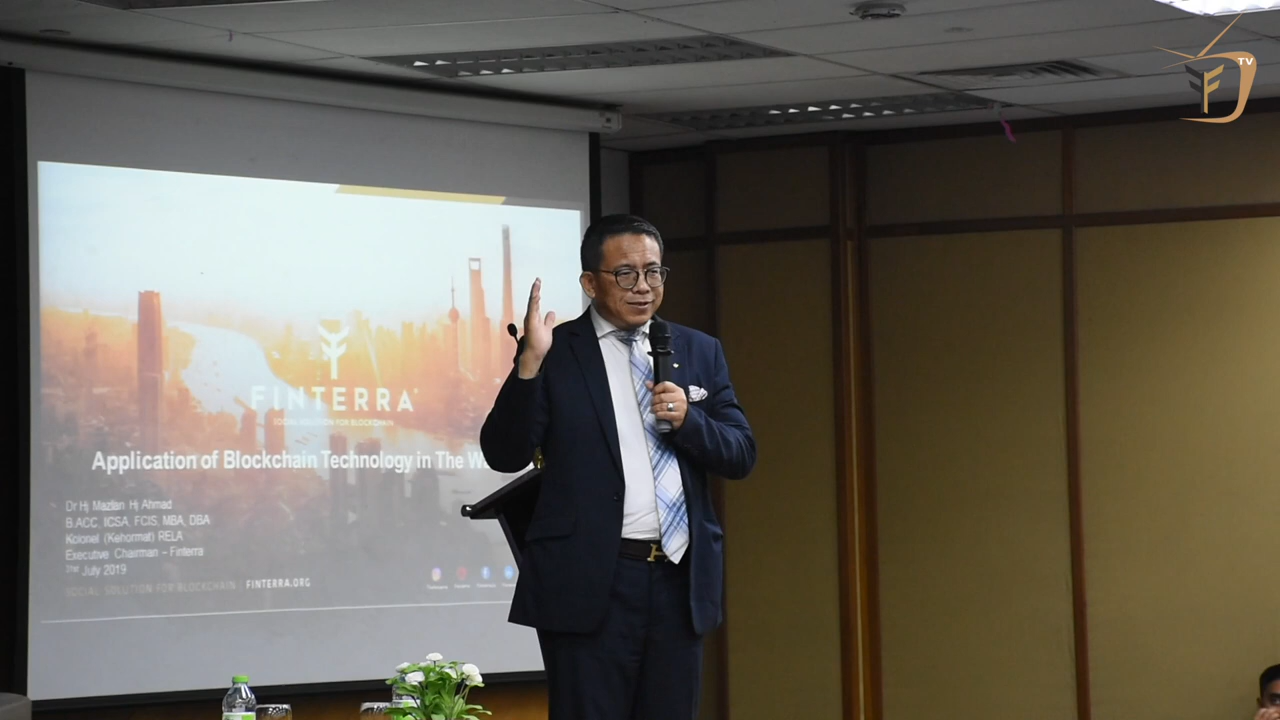 TV
FINTERRA
SOCIAL SOLUTION FOR BLOCKCHAIN
Application of Blockchain Technology in The
Dr Hj Mazlan Hj Ahmad
B.ACC, IICSA, FCIS, MBA, DBA
Kolonel (Kehormat) RELA
Executive Chairman – Finterra
July 2019
SOCIAL SOLUTION FOR BLOCKCHAIN FINTERRA.ORG